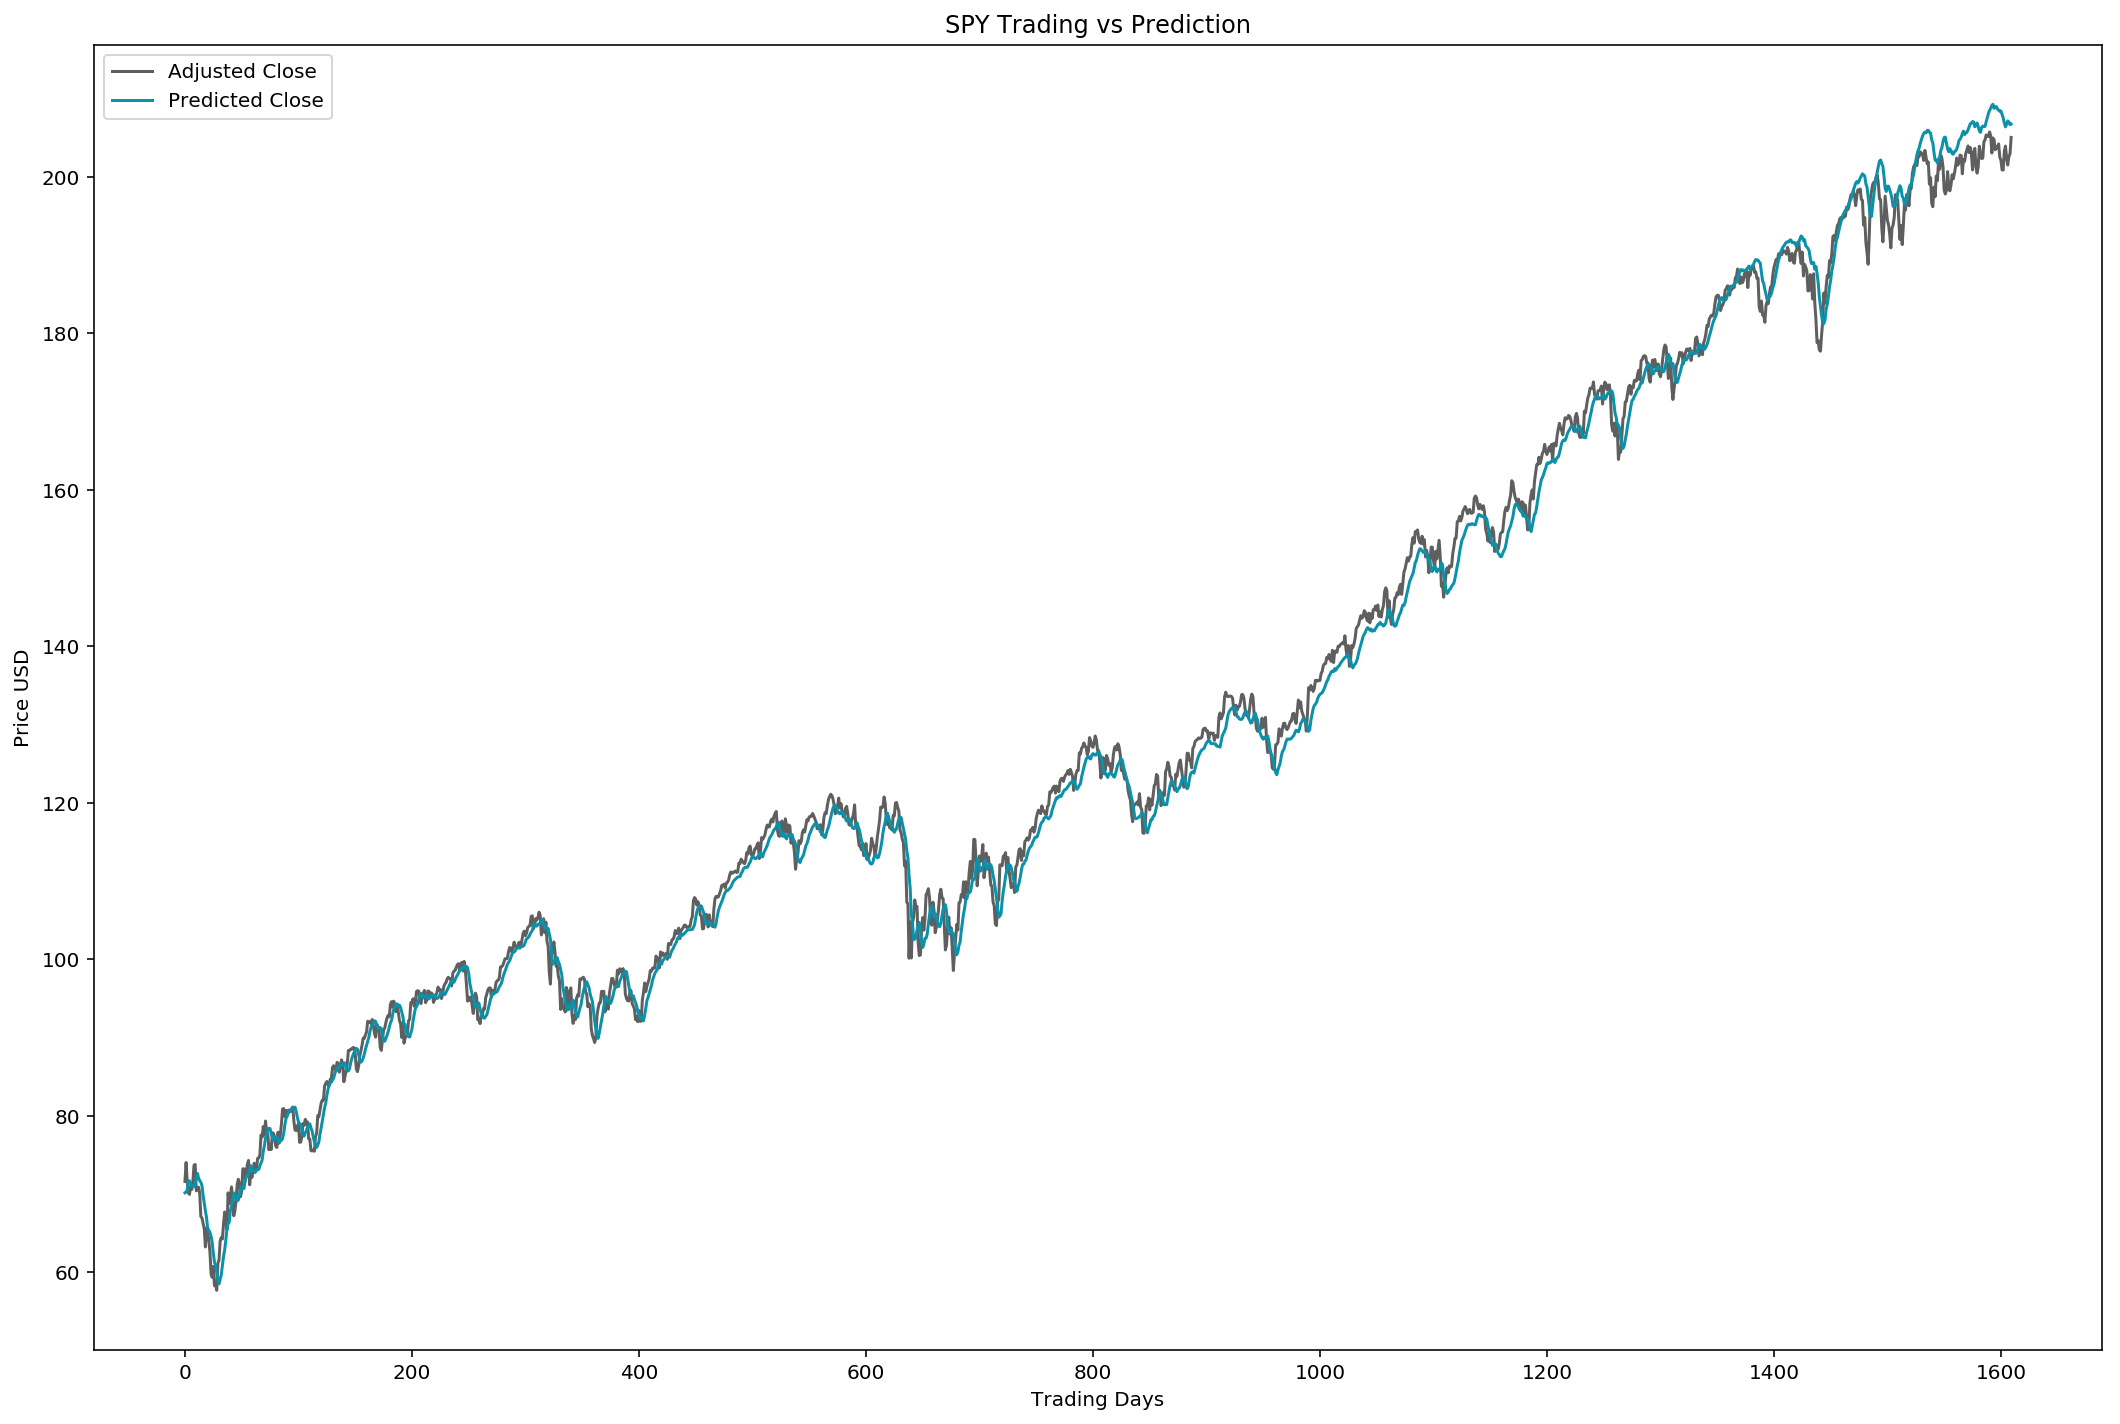 SPY Trading vs Prediction
Adjusted Close
Predicted Close
Price USD
200
180
160
140
120
100
80
60
0 200 400 600 800 1000 1200 1400 1600
Trading Days